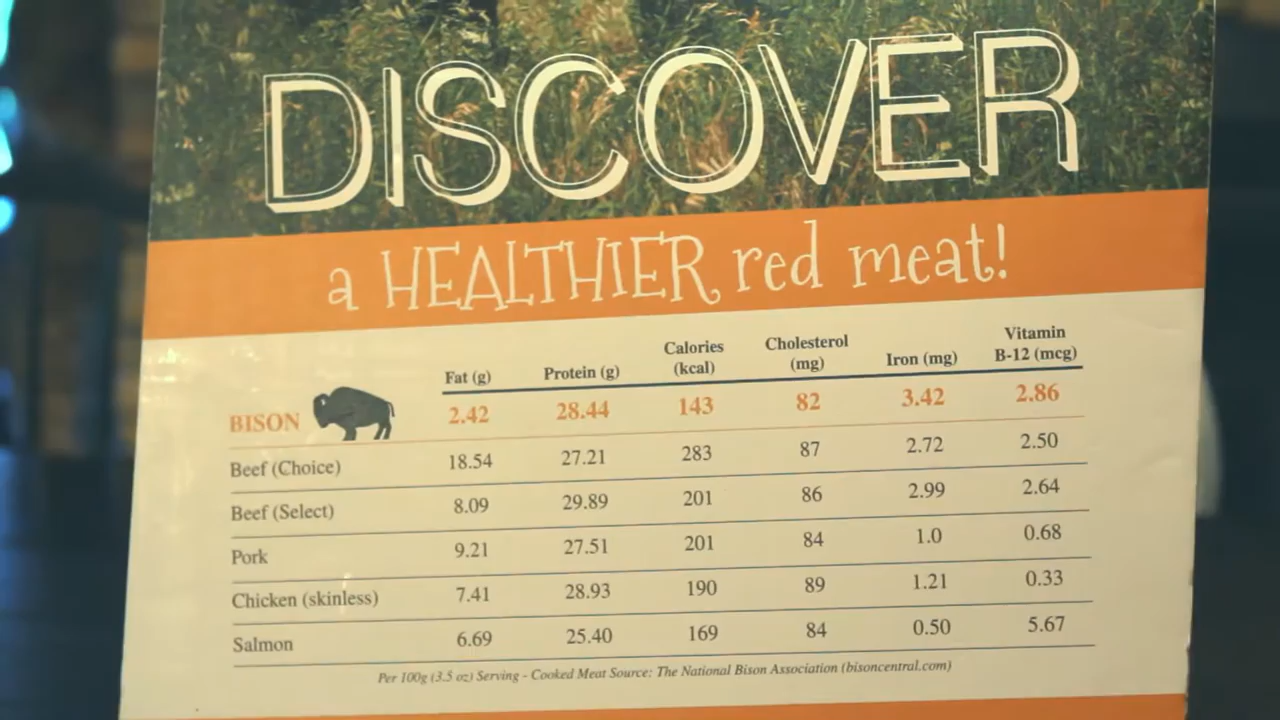 DISCOVER
a HEALTHIER red meat!
Fat (g) Protein (g) Calories (kcal) Cholesterol (mg) Iron (mg) Vitamin B-12 (mcg)
BISON 2.42 28.44 143 82 3.42 2.86
Beef (Choice) 18.54 27.21 283 87 2.72 2.50
Beef (Select) 8.09 29.89 201 86 2.99 2.64
Pork 9.21 27.51 201 84 1.0 0.68
Chicken (skinless) 7.41 28.93 190 89 1.21 0.33
Salmon 6.69 25.40 169 84 0.50 5.67
Per 100g (3.5 oz) Serving - Cooked Meat Source: The National Bison Association (bisoncentral.com)